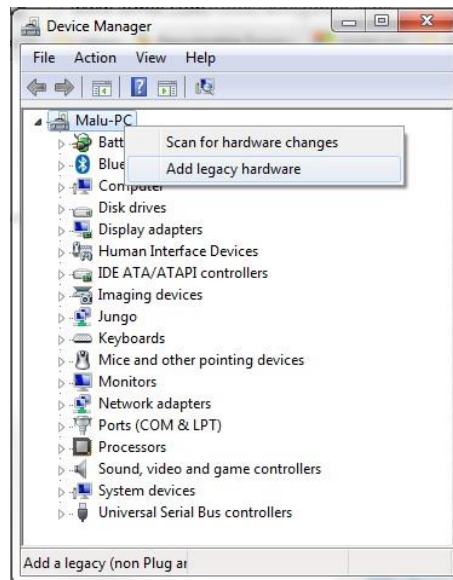 Device Manager
File Action View Help
Malu-PC
Scan for hardware changes
Add legacy hardware
Batt
Blue
Computer
Disk drives
Display adapters
Human Interface Devices
IDE ATA/ATAPI controllers
Imaging devices
Jungo
Keyboards
Mice and other pointing devices
Monitors
Network adapters
Ports (COM & LPT)
Processors
Sound, video and game controllers
System devices
Universal Serial Bus controllers
Add a legacy (non Plug ar